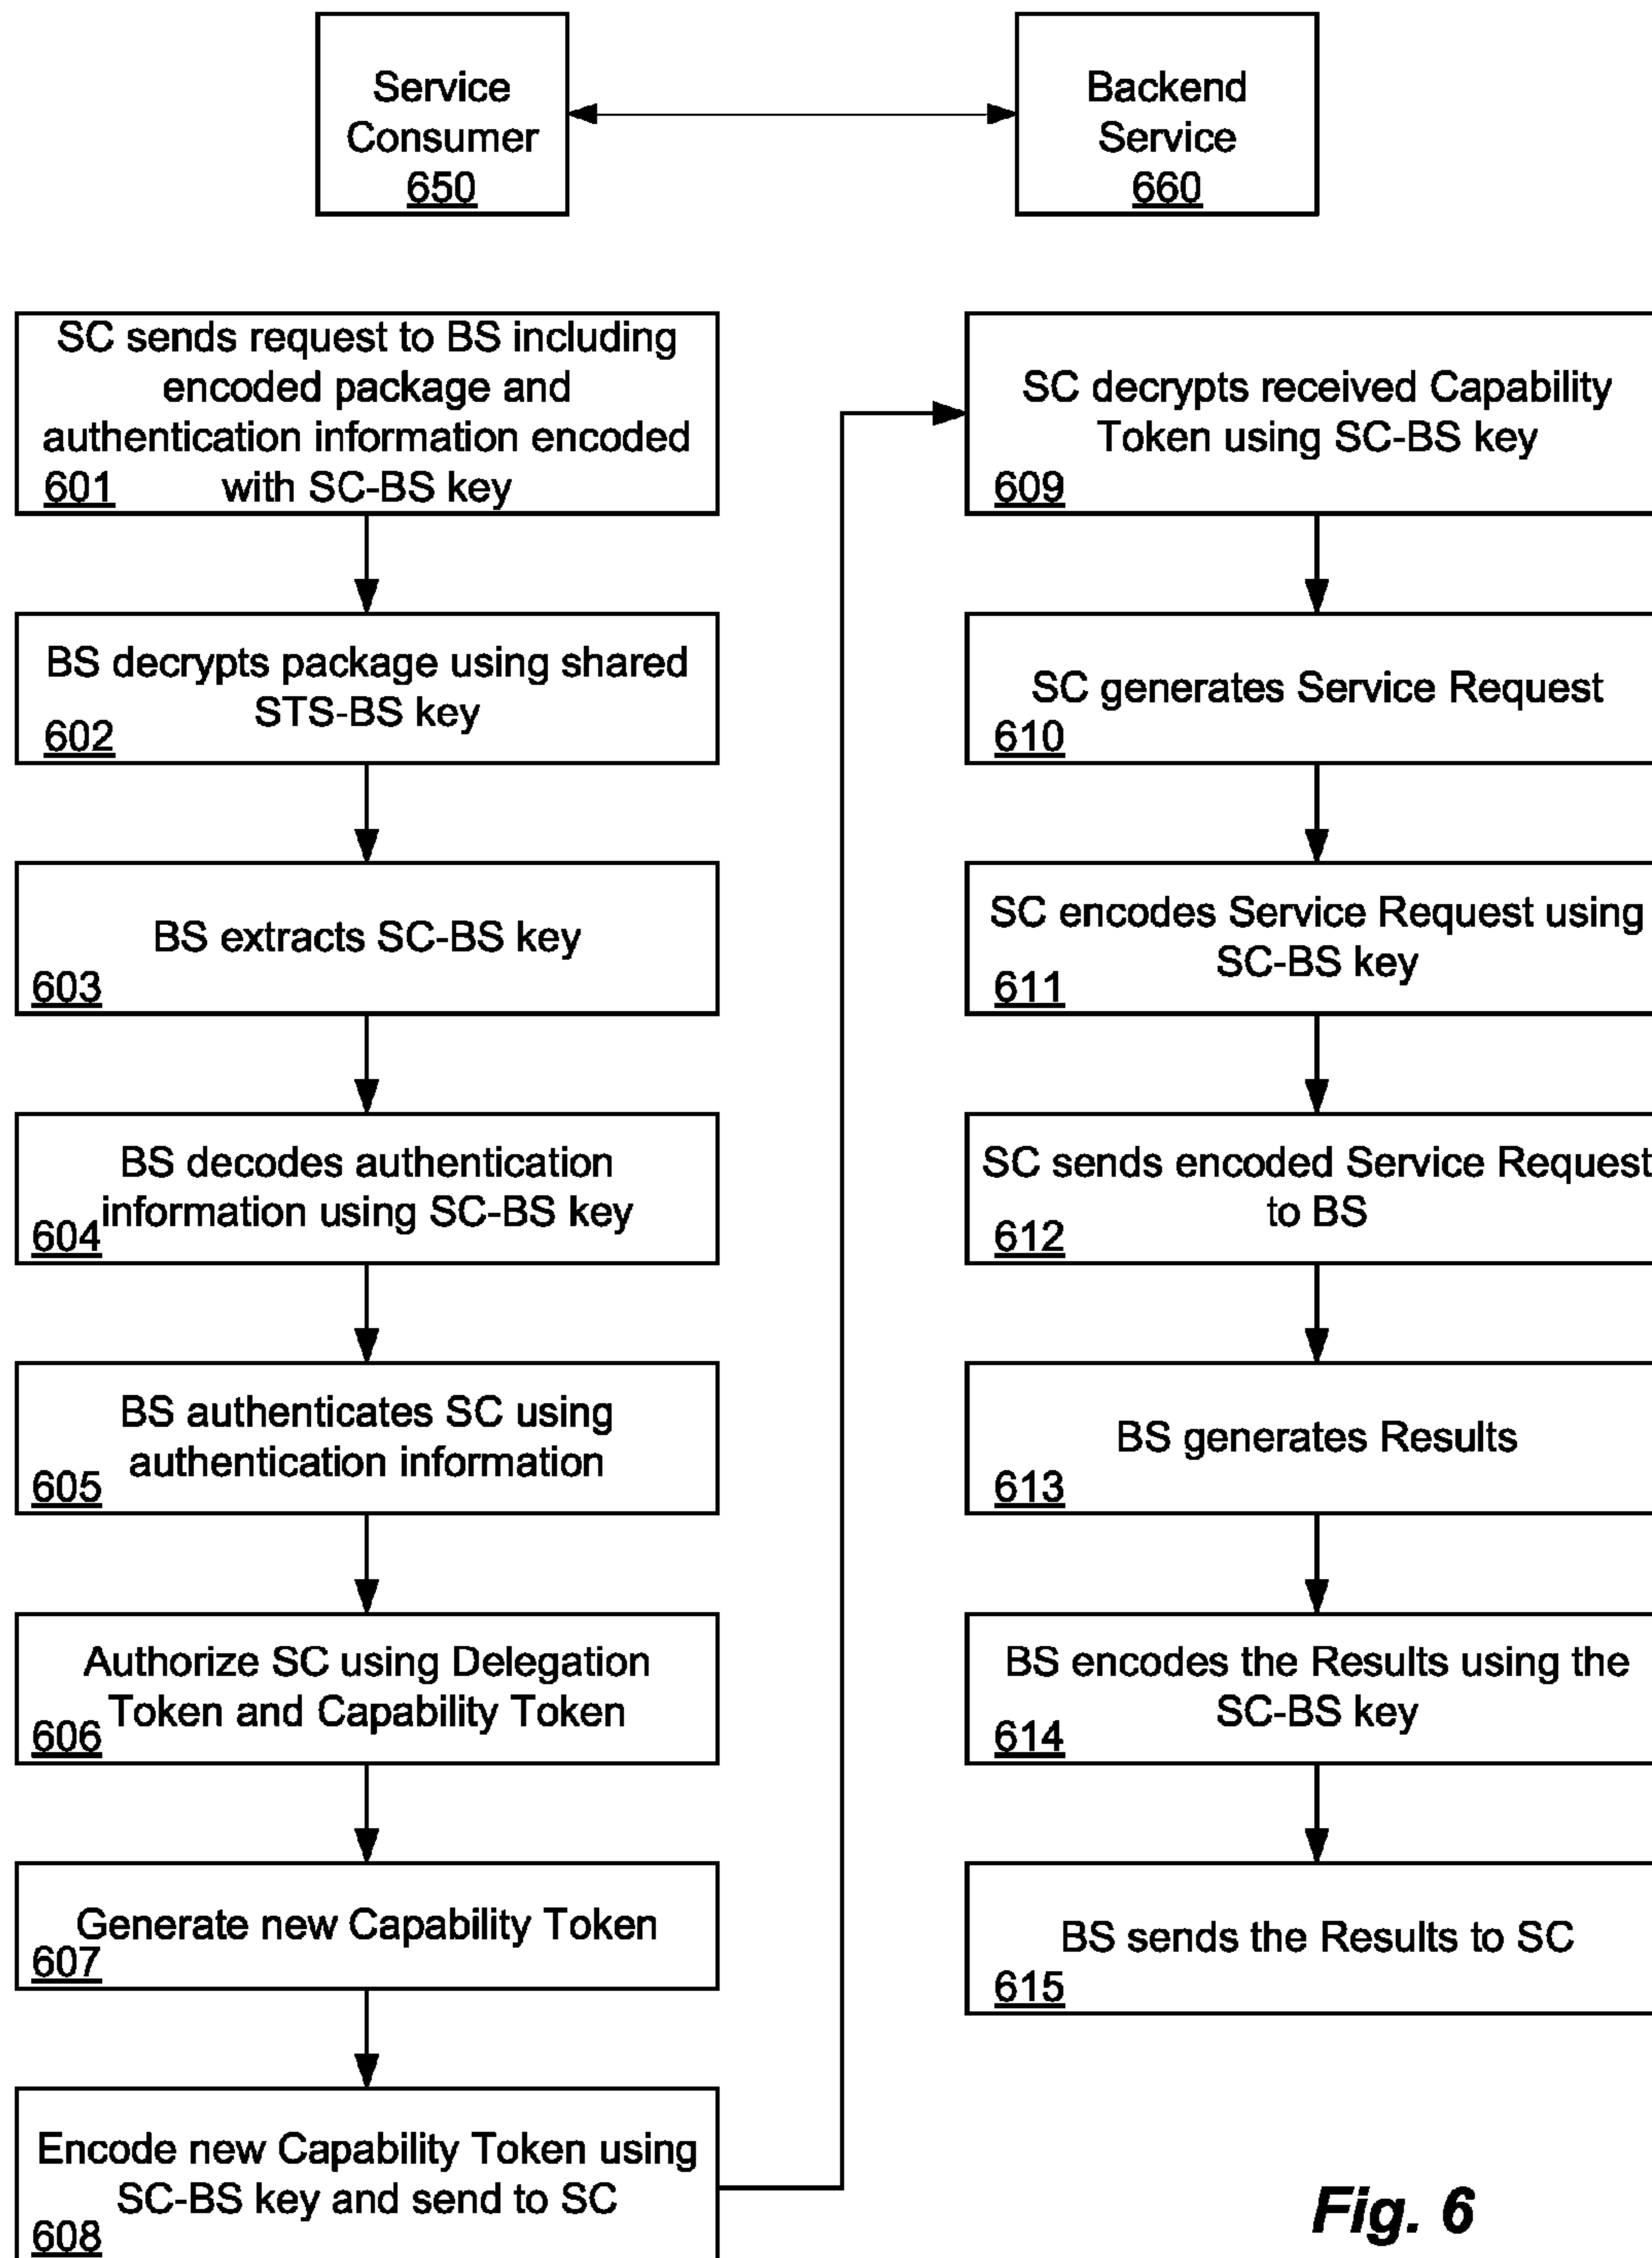 Service
Consumer
650
Backend
Service
660
SC sends request to BS including
encoded package and
authentication information encoded
601 with SC-BS key
BS decrypts package using shared
STS-BS key
602
BS extracts SC-BS key
603
BS decodes authentication
information using SC-BS key
604
BS authenticates SC using
authentication information
605
Authorize SC using Delegation
Token and Capability Token
606
Generate new Capability Token
607
Encode new Capability Token using
SC-BS key and send to SC
608
SC decrypts received Capability
Token using SC-BS key
609
SC generates Service Request
610
SC encodes Service Request using
SC-BS key
611
SC sends encoded Service Request
to BS
612
BS generates Results
613
BS encodes the Results using the
SC-BS key
614
BS sends the Results to SC
615
Fig. 6